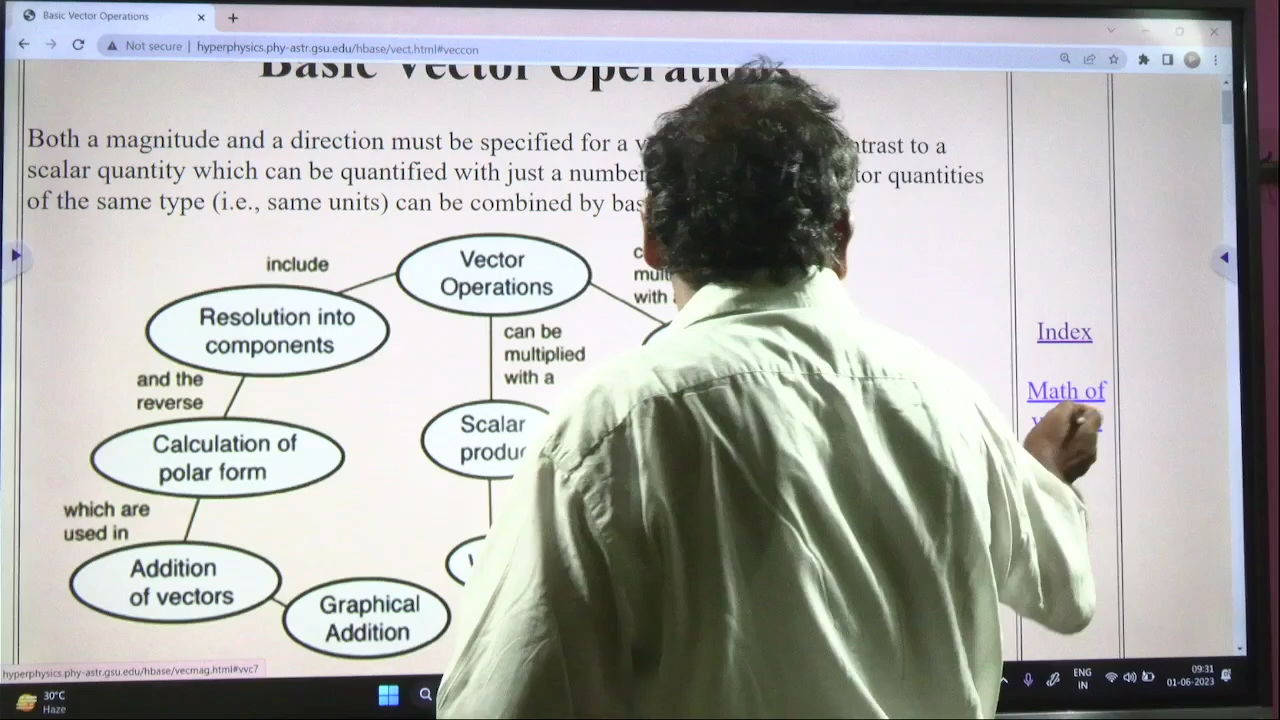 Basic Vector Operations
Not secure | hyperphysics.phy-astr.gsu.edu/hbase/vect.html#veccon
Basic Vector Operations
Both a magnitude and a direction must be specified for a
scalar quantity which can be quantified with just a number quantities
of the same type (i.e., same units) can be combined by
include
Vector
Operations
with
Resolution into
components
can be
multiplied
with a
Index
and the
reverse
Math of
Calculation of
polar form
Scalar
which are
used in
Addition
of vectors
Graphical
Addition
hyperphysics.phy-astr.gsu.edu/hbase/vecmag.html#vvc7
30°C
Haze
ENG
IN
09:31
01-06-2023